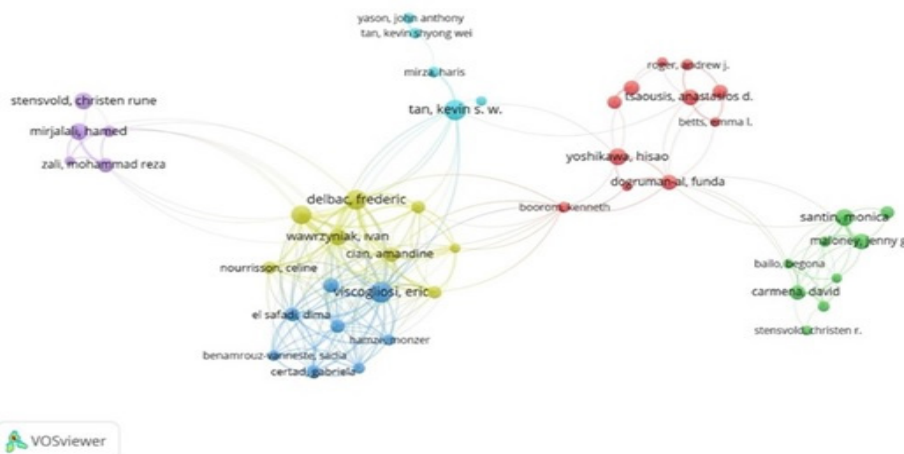 yason, john anthony
tan, kevin shyong wei
mirza, haris
tan, kevin s. w.
roger, andrew j.
tsaousis, anastasios d.
betts, emma l.
yoshikawa, hisao
dogruman-al, funda
boorom, kenneth
stensvold, christen rune
mirjalali, hamed
zali, mohammad reza
delbac, frederic
wawrzyniak, ivan
cian, amandine
nourrisson, celine
viscogliosi, eric
el safadi, dima
hamze, monzer
benamrouz-vanneste, sadia
certad, gabriela
santin, monica
maloney, jenny g
bailo, begona
carmena, david
stensvold, christen r.
VOSviewer